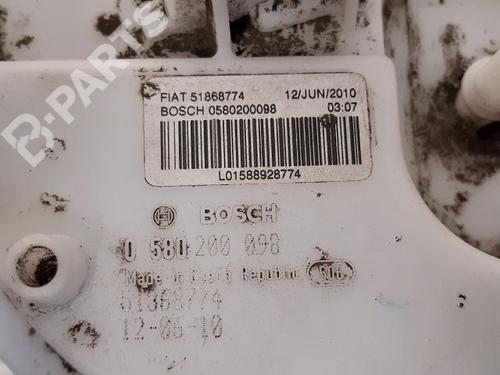 B-PARTS
FIAT 51868774 12/JUN/2010
BOSCH 0580200098 03:07
L01588928774
BOSCH
0 580 200 098
Made in Czech Republic
51868774
12-06-10